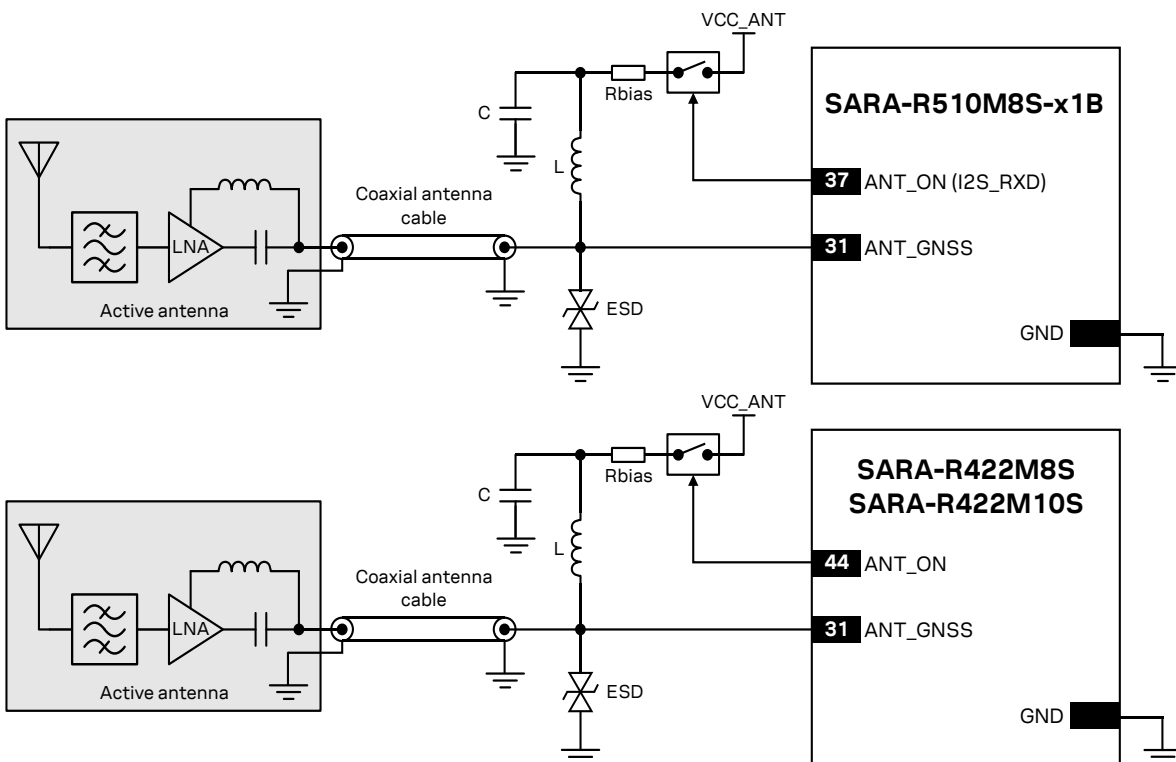 VCC_ANT
Rbias
C
SARA-R510M8S-x1B
L
37 ANT_ON (I2S_RXD)
Coaxial antenna
cable
LNA
31 ANT_GNSS
Active antenna
ESD
GND
VCC_ANT
Rbias
C
SARA-R422M8S
SARA-R422M10S
L
44 ANT_ON
Coaxial antenna
cable
LNA
31 ANT_GNSS
Active antenna
ESD
GND